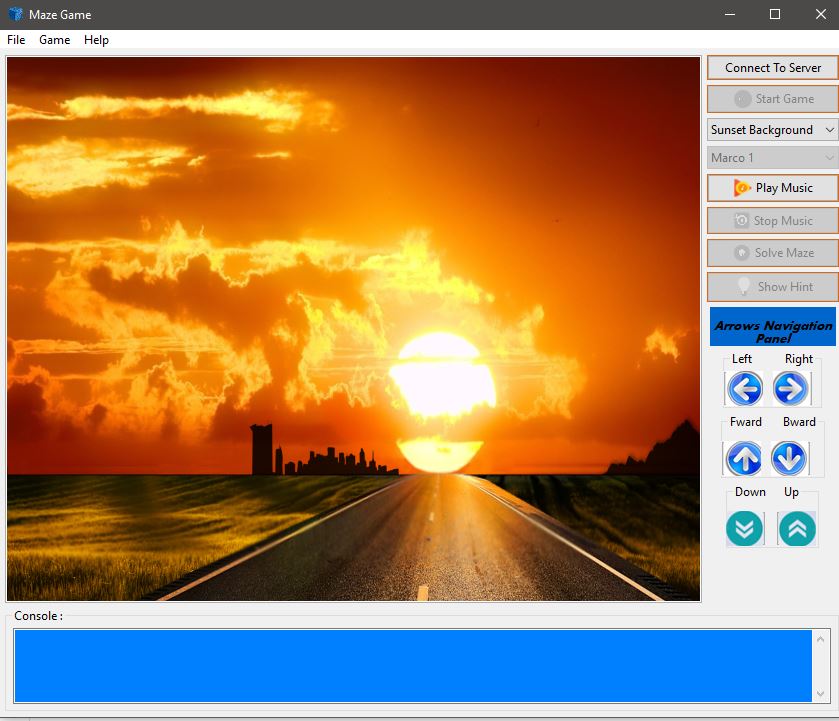 Maze Game
File Game Help
Connect To Server
Start Game
Sunset Background
Marco 1
Play Music
Stop Music
Solve Maze
Show Hint
Arrows Navigation
Panel
Left Right
Fward Bward
Down Up
Console :